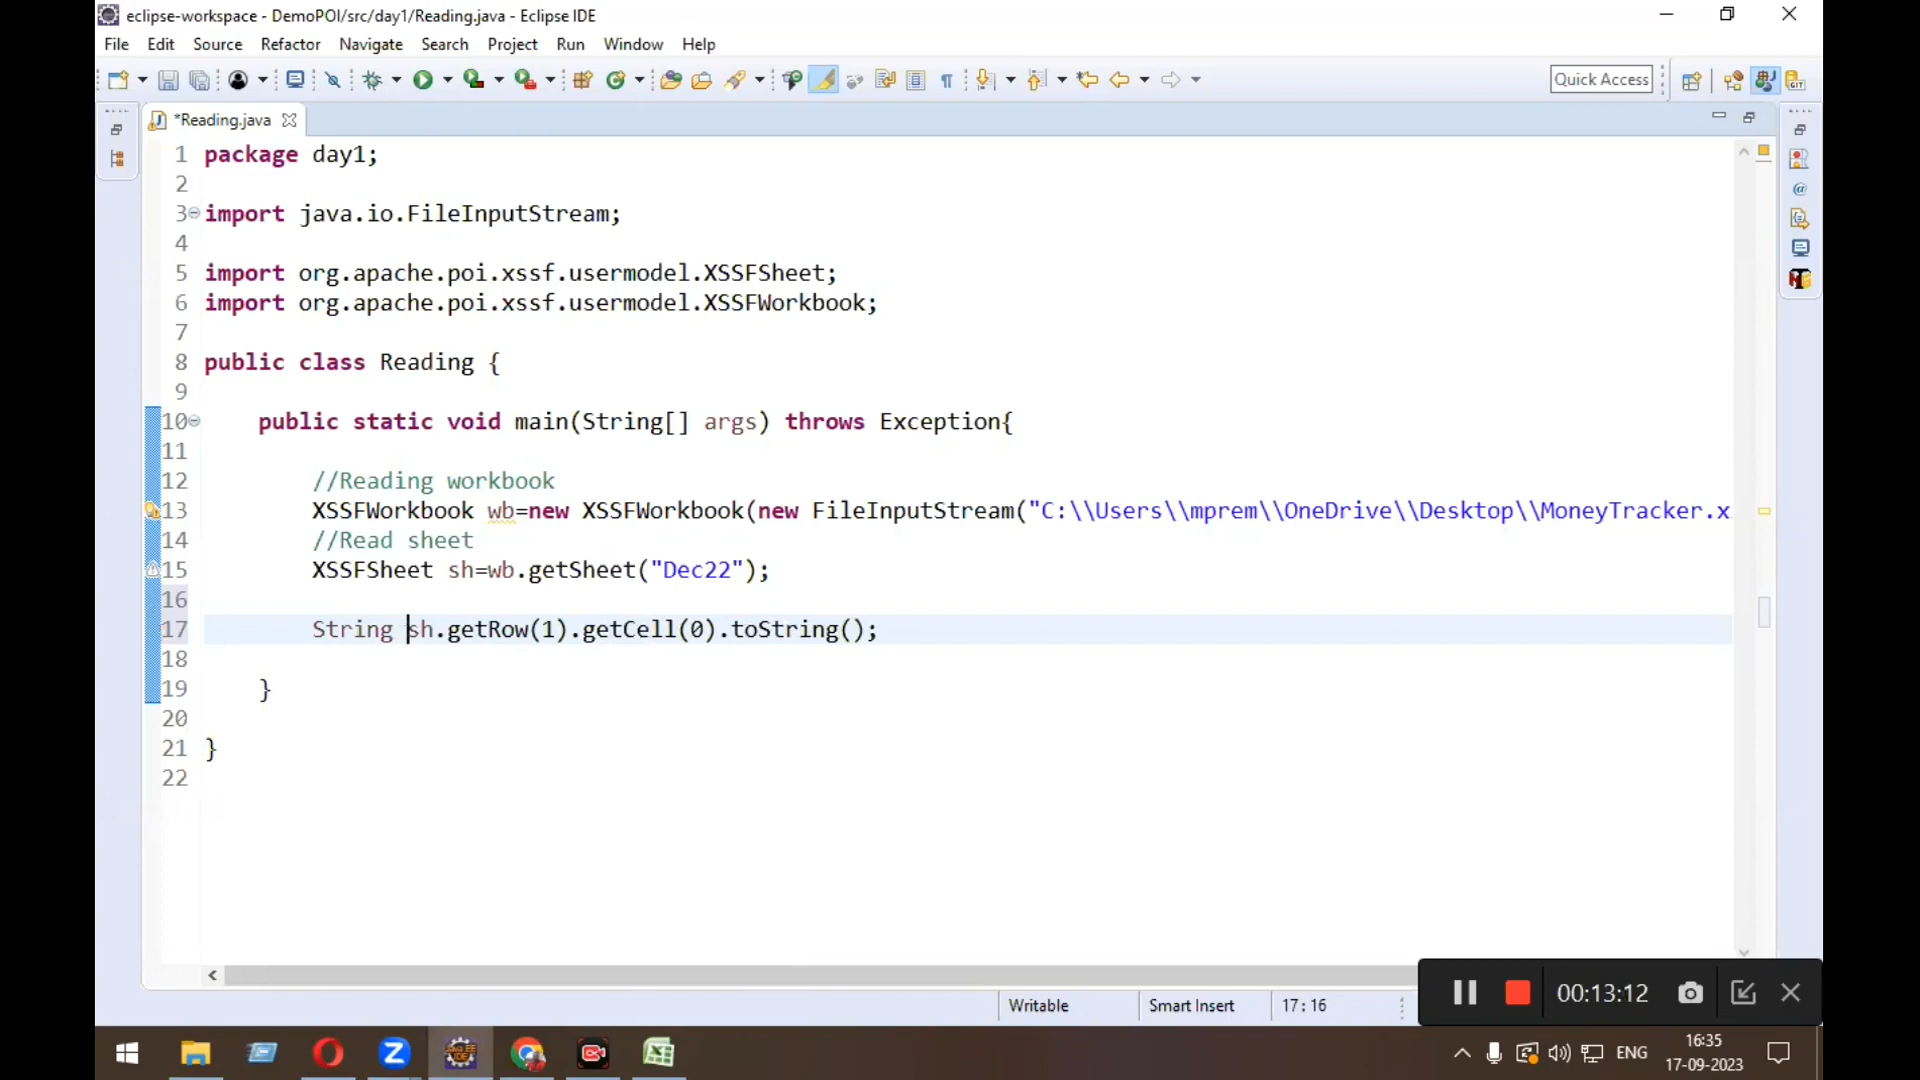 eclipse-workspace - DemoPOI/src/day1/Reading.java - Eclipse IDE
File Edit Source Refactor Navigate Search Project Run Window Help
Quick Access
*Reading.java
1 package day1;
2
3 import java.io.FileInputStream;
4
5 import org.apache.poi.xssf.usermodel.XSSFSheet;
6 import org.apache.poi.xssf.usermodel.XSSFWorkbook;
7
8 public class Reading {
9
10 public static void main(String[] args) throws Exception{
11
12 //Reading workbook
13 XSSFWorkbook wb=new XSSFWorkbook(new FileInputStream("C:\\Users\\mprem\\OneDrive\\Desktop\\MoneyTracker.x
14 //Read sheet
15 XSSFSheet sh=wb.getSheet("Dec22");
16
17 String sh.getRow(1).getCell(0).toString();
18
19 }
20
21 }
22
Writable Smart Insert 17 : 16
00:13:12
ENG
16:35
17-09-2023